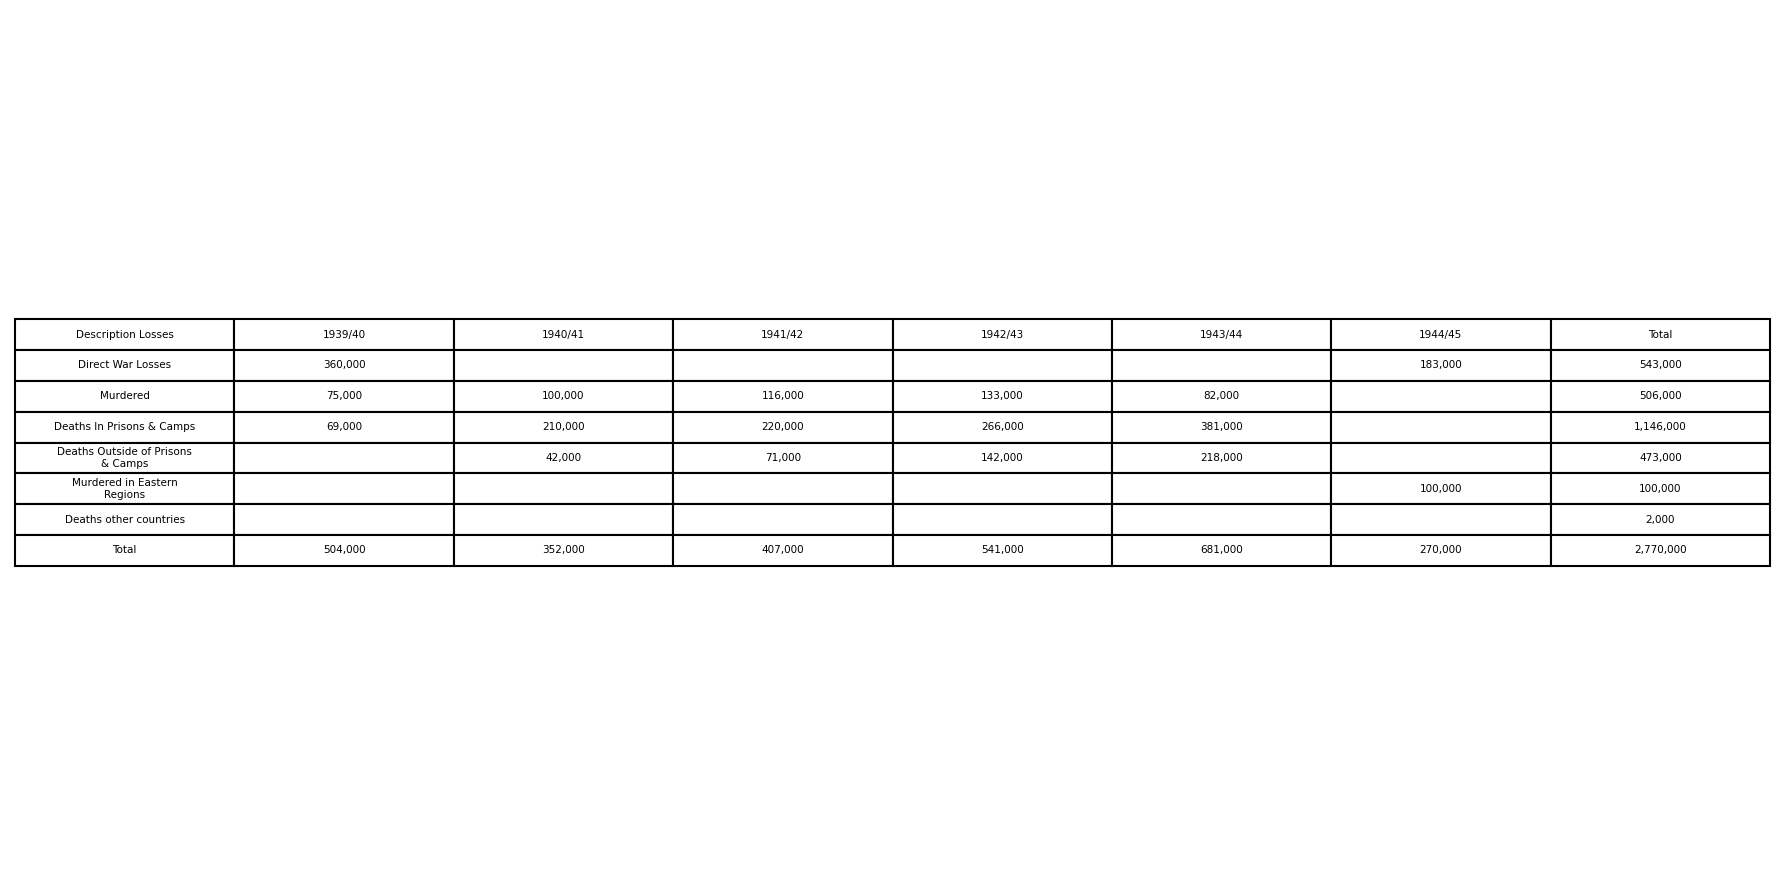 Description Losses 1939/40 1940/41 1941/42 1942/43 1943/44 1944/45 Total
Direct War Losses 360,000 183,000 543,000
Murdered 75,000 100,000 116,000 133,000 82,000 506,000
Deaths In Prisons & Camps 69,000 210,000 220,000 266,000 381,000 1,146,000
Deaths Outside of Prisons
& Camps 42,000 71,000 142,000 218,000 473,000
Murdered in Eastern
Regions 100,000 100,000
Deaths other countries 2,000
Total 504,000 352,000 407,000 541,000 681,000 270,000 2,770,000